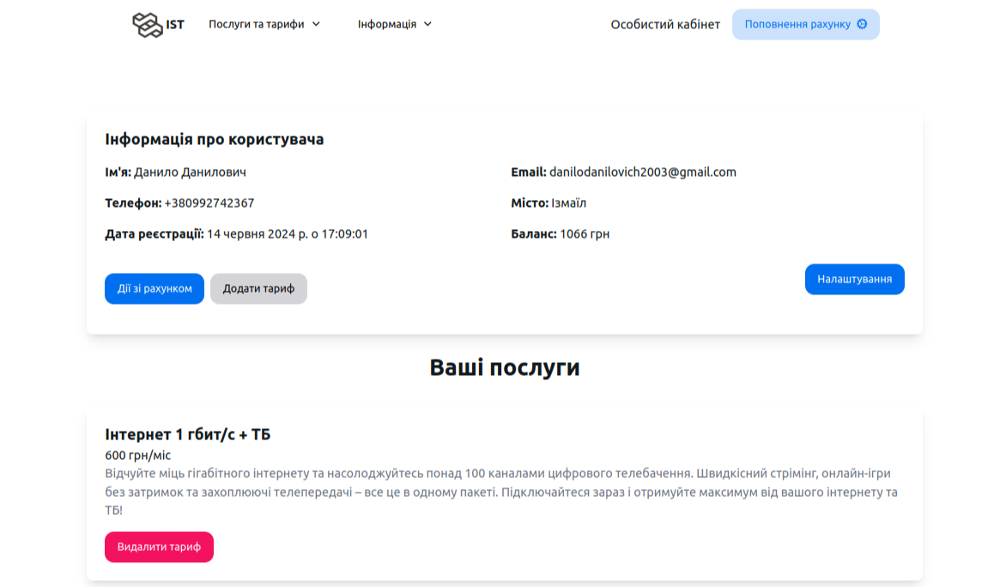 IST Послуги та тарифи Інформація Особистий кабінет Поповнення рахунку
Інформація про користувача
Ім'я: Данило Данилович Email: danilodanilovich2003@gmail.com
Телефон: +380992742367 Місто: Ізмаїл
Дата реєстрації: 14 червня 2024 р. о 17:09:01 Баланс: 1066 грн
Дії зі рахунком Додати тариф Налаштування
Ваші послуги
Інтернет 1 гбит/с + ТБ
600 грн/міс
Відчуйте міць гігабітного інтернету та насолоджуйтесь понад 100 каналами цифрового телебачення. Швидкісний стрімінг, онлайн-ігри
без затримок та захоплюючі телепередачі – все це в одному пакеті. Підключайтеся зараз і отримуйте максимум від вашого інтернету та
ТБ!
Видалити тариф